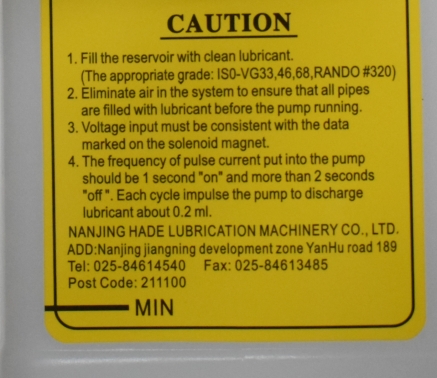 CAUTION
1. Fill the reservoir with clean lubricant.
(The appropriate grade: IS0-VG33,46,68,RANDO #320)
2. Eliminate air in the system to ensure that all pipes
are filled with lubricant before the pump running.
3. Voltage input must be consistent with the data
marked on the solenoid magnet.
4. The frequency of pulse current put into the pump
should be 1 second "on" and more than 2 seconds
"off ". Each cycle impulse the pump to discharge
lubricant about 0.2 ml.
NANJING HADE LUBRICATION MACHINERY CO., LTD.
ADD:Nanjing jiangning development zone YanHu road 189
Tel: 025-84614540 Fax: 025-84613485
Post Code: 211100
MIN